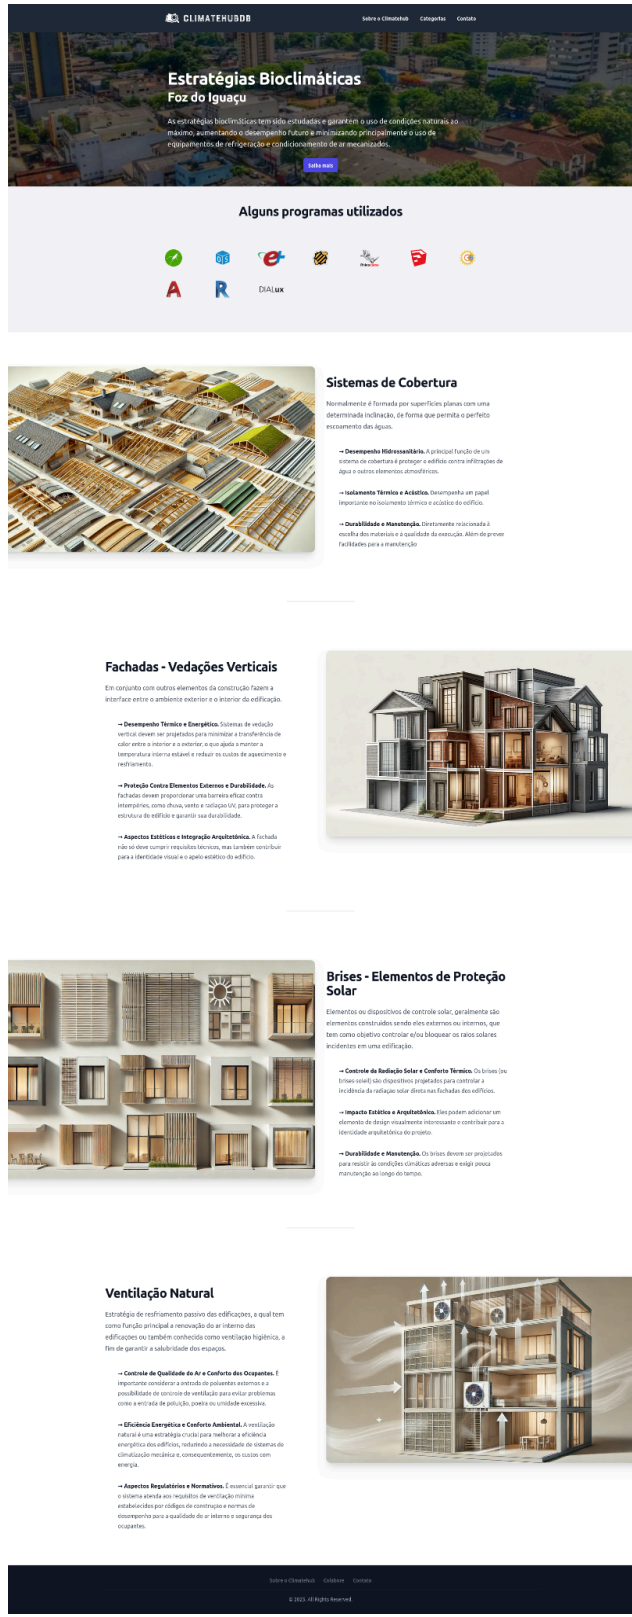 CLIMATEHUBDB
Sobre o Climatehub Categorias Contato
Estratégias Bioclimáticas
Foz do Iguaçu
As estratégias bioclimáticas tem sido estudadas e garantem o uso de condições naturais ao
máximo, aumentando o desempenho futuro e minimizando principalmente o uso de
equipamentos de refrigeração e condicionamento de ar mecanizados.
Saiba mais
Alguns programas utilizados
DIALux
Sistemas de Cobertura
Normalmente é formada por superfícies planas com uma
determinada inclinação, de forma que permita o perfeito
escoamento das águas.
→ Desempenho Hidrossanitário. A principal função de um
sistema de cobertura é proteger o edifício contra infiltrações de
água e outros elementos atmosféricos.
→ Isolamento Térmico e Acústico. Desempenha um papel
importante no isolamento térmico e acústico do edifício.
→ Durabilidade e Manutenção. Diretamente relacionada à
escolha dos materiais e à qualidade da execução. Além de prever
facilidades para a manutenção
Fachadas - Vedações Verticais
Em conjunto com outros elementos da construção fazem a
interface entre o ambiente exterior e o interior da edificação.
→ Desempenho Térmico e Energético. Sistemas de vedação
vertical devem ser projetados para minimizar a transferência de
calor entre o interior e o exterior, o que ajuda a manter a
temperatura interna estável e reduzir os custos de aquecimento e
resfriamento.
→ Proteção Contra Elementos Externos e Durabilidade. As
fachadas devem proporcionar uma barreira eficaz contra
intempéries, como chuva, vento e radiação UV, para proteger a
estrutura do edifício e garantir sua durabilidade.
→ Aspectos Estéticos e Integração Arquitetônica. A fachada
não só deve cumprir requisitos técnicos, mas também contribuir
para a identidade visual e o apelo estético do edifício.
Brises - Elementos de Proteção
Solar
Elementos ou dispositivos de controle solar, geralmente são
elementos construídos sendo eles externos ou internos, que
tem como objetivo controlar e/ou bloquear os raios solares
incidentes em uma edificação.
→ Controle da Radiação Solar e Conforto Térmico. Os brises (ou
brises-soleil) são dispositivos projetados para controlar a
incidência da radiação solar direta nas fachadas dos edifícios.
→ Impacto Estático e Arquitetônico. Eles podem adicionar um
elemento de design visualmente interessante e contribuir para a
identidade arquitetônica do projeto.
→ Durabilidade e Manutenção. Os brises devem ser projetados
para resistir às condições climáticas adversas e exigir pouca
manutenção ao longo do tempo.
Ventilação Natural
Estratégia de resfriamento passivo das edificações, a qual tem
como função principal a renovação do ar interno das
edificações ou também conhecida como ventilação higiênica, a
fim de garantir a salubridade dos espaços.
→ Controle de Qualidade do Ar e Conforto dos Ocupantes. É
importante considerar a entrada de poluentes externos e a
possibilidade de controle de ventilação para evitar problemas
como a entrada de poluição, poeira ou umidade excessiva.
→ Eficiência Energética e Conforto Ambiental. A ventilação
natural é uma estratégia crucial para melhorar a eficiência
energética dos edifícios, reduzindo a necessidade de sistemas de
climatização mecânica e, consequentemente, os custos com
energia.
→ Aspectos Regulatórios e Normativos. É essencial garantir que
o sistema atenda aos requisitos de ventilação mínima
estabelecidos por códigos de construção e normas de
desempenho para a qualidade do ar interno e segurança dos
ocupantes.
Sobre o Climatehub Colabore Contato
© 2023. All Rights Reserved.